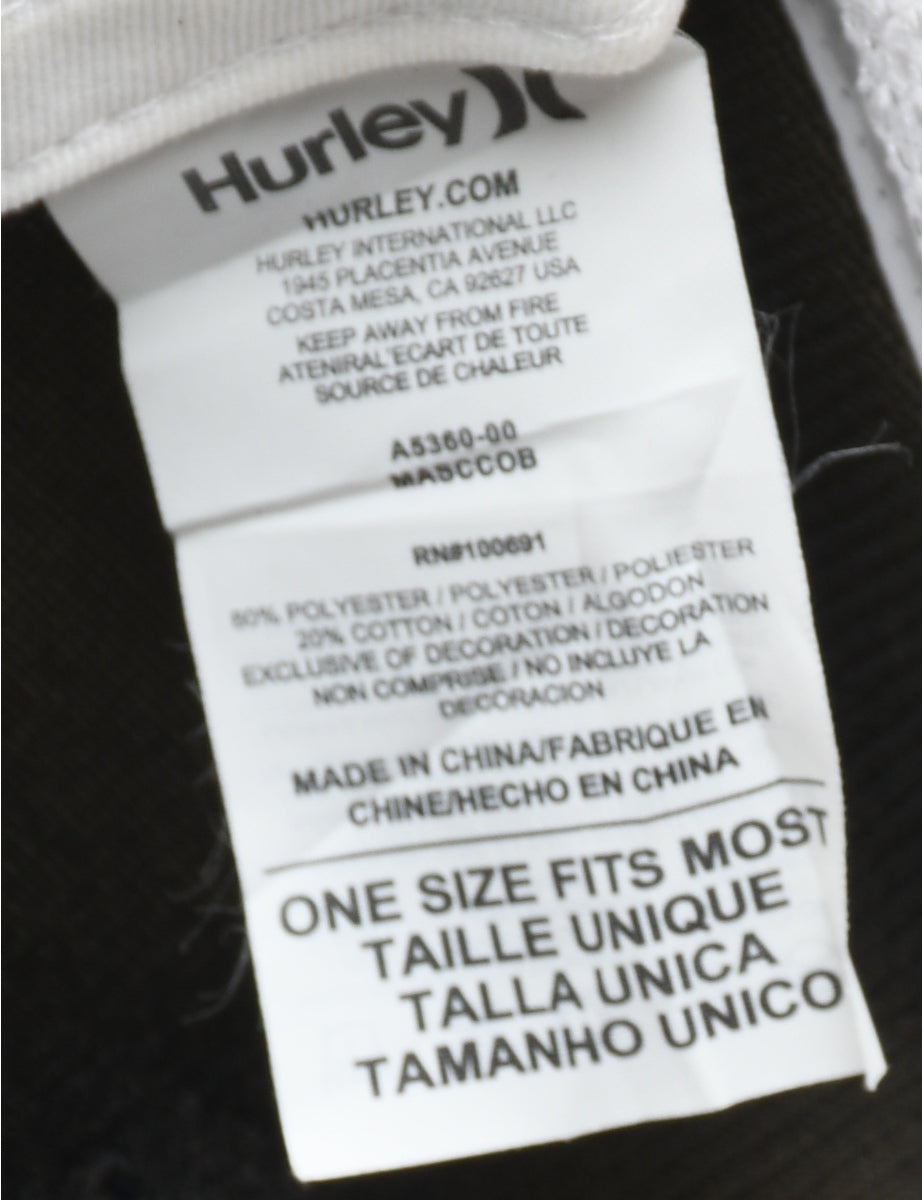 Hurley
HURLEY.COM
HURLEY INTERNATIONAL LLC
1945 PLACENTIA AVENUE
COSTA MESA, CA 92627 USA
KEEP AWAY FROM FIRE
ATENIRAL'ECART DE TOUTE
SOURCE DE CHALEUR
A5360-00
MASCCOB
RN#100691
80% POLYESTER / POLYESTER / POLIESTER
20% COTTON / COTON / ALGODON
EXCLUSIVE OF DECORATION / DECORATION
NON COMPRISE / NO INCLUYE LA
DECORACION
MADE IN CHINA/FABRIQUE EN
CHINE/HECHO EN CHINA
ONE SIZE FITS MOST
TAILLE UNIQUE
TALLA UNICA
TAMANHO UNICO